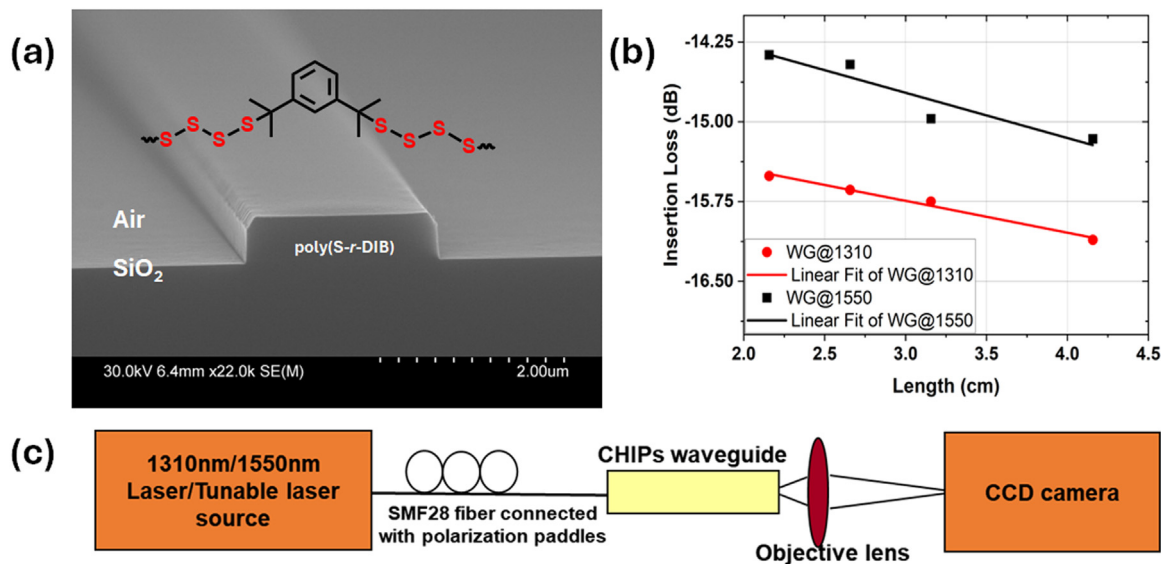 (a)
S S S S S S S S
Air
SiO2
poly(S-r-DIB)
30.0kV 6.4mm x22.0k SE(M)
2.00um
(b)
Insertion Loss (dB)
-14.25
-15.00
-15.75
-16.50
WG@1310
Linear Fit of WG@1310
WG@1550
Linear Fit of WG@1550
2.0 2.5 3.0 3.5 4.0 4.5
Length (cm)
(c)
1310nm/1550nm
Laser/Tunable laser
source
SMF28 fiber connected
with polarization paddles
CHIPs waveguide
Objective lens
CCD camera